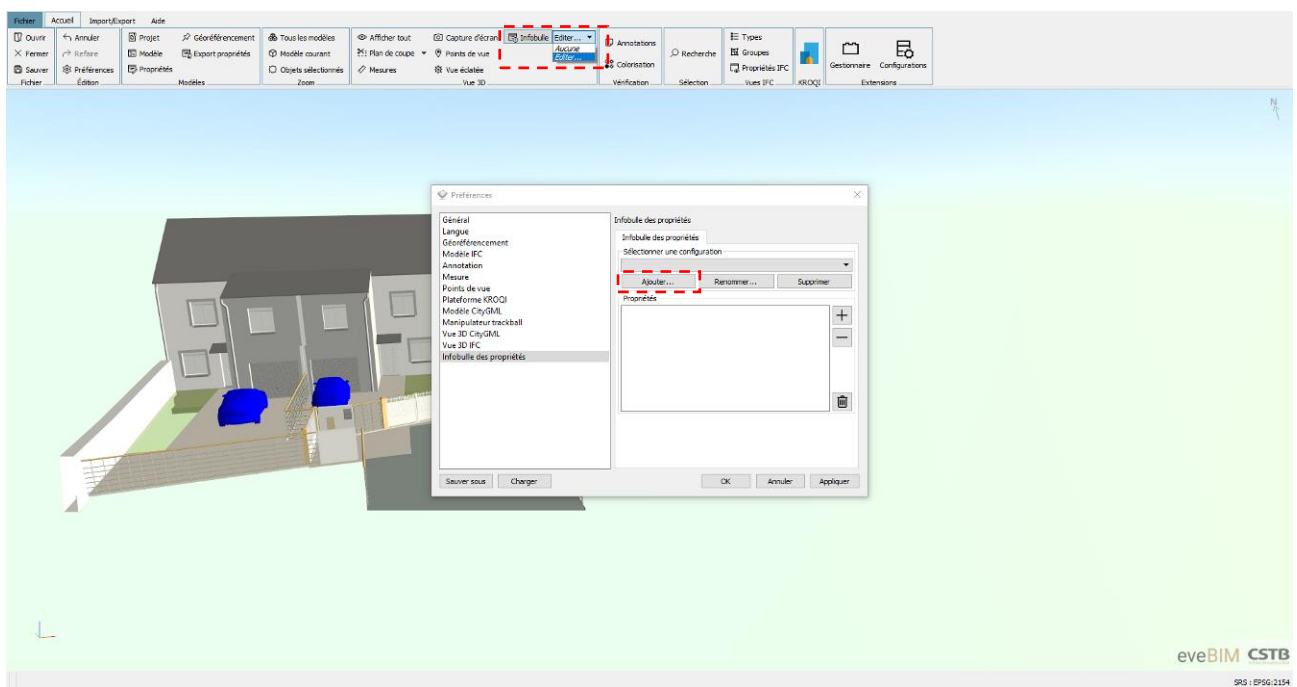 Fichier Accueil Import/Export Aide
Ouvrir Annuler Projet Géoréférencement Tous les modèles Afficher tout Capture d'écran Infobulle Editer... Annotations Recherche Types
Aucune
Editer...
Fermer Refaire Modèle Export propriétés Modèle courant Plan de coupe Points de vue Groupes Gestionnaire Configurations
Sauver Préférences Propriétés Objets sélectionnés Mesures Vue éclatée Colorisation Propriétés IFC
Fichier Édition Modèles Zoom Vue 3D Vérification Sélection Vues IFC KROQI Extensions
N
Préférences
Général
Langue
Géoréférencement
Modèle IFC
Annotation
Mesure
Points de vue
Plateforme KROQI
Modèle CityGML
Manipulateur trackball
Vue 3D CityGML
Vue 3D IFC
Infobulle des propriétés
Infobulle des propriétés
Infobulle des propriétés
Sélectionner une configuration
Ajouter... Renommer... Supprimer
Propriétés
Sauver sous Charger OK Annuler Appliquer
eveBIM CSTB
SRS : EPSG:2154